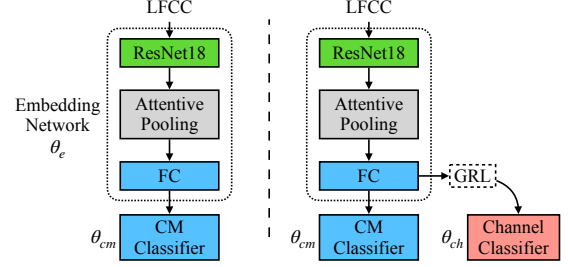 LFCC
ResNet18
Attentive
Pooling
Embedding
Network
θe
FC
θcm
CM
Classifier
LFCC
ResNet18
Attentive
Pooling
FC
GRL
θcm
CM
Classifier
θch
Channel
Classifier